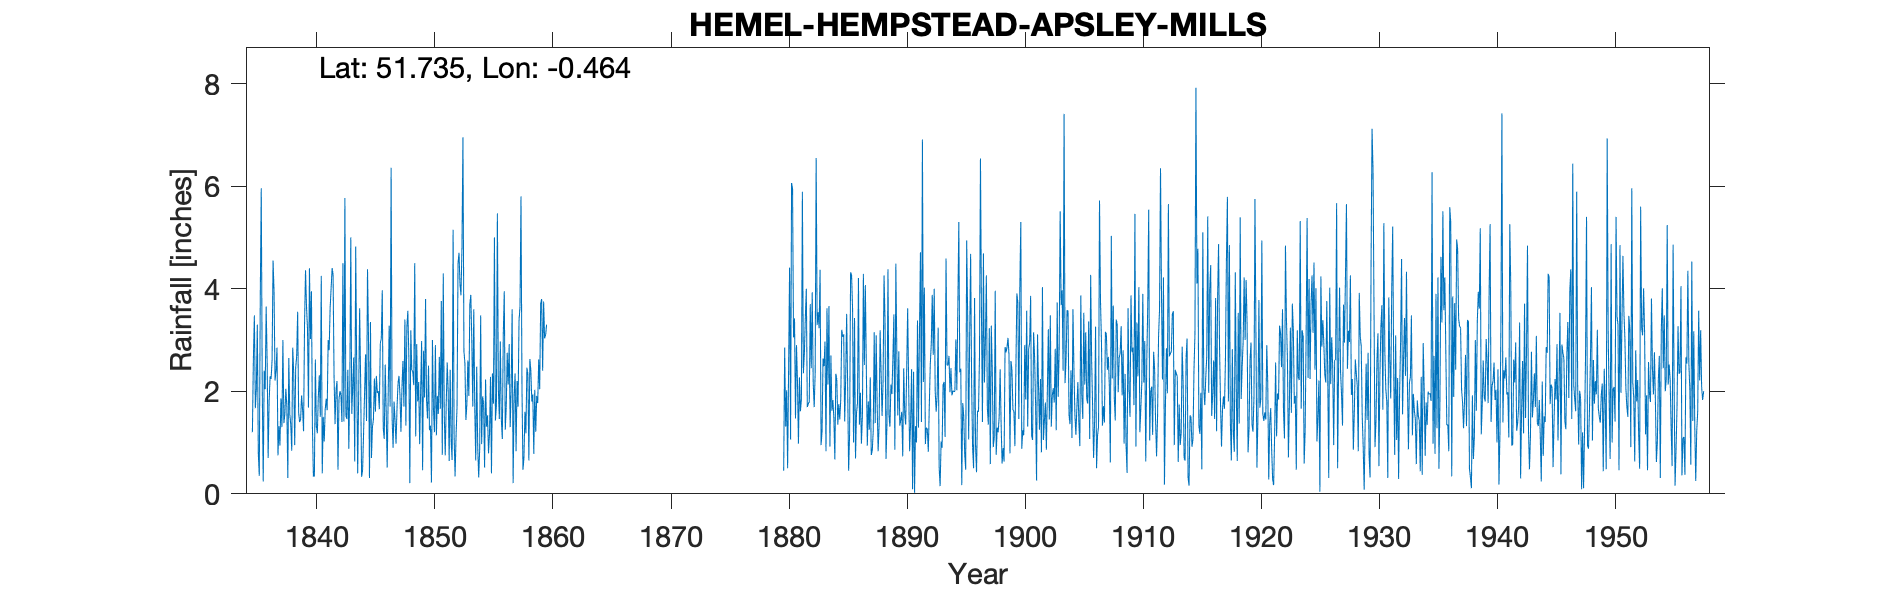 HEMEL-HEMPSTEAD-APSLEY-MILLS
Lat: 51.735, Lon: -0.464
8
6
4
2
0
Rainfall [inches]
1840 1850 1860 1870 1880 1890 1900 1910 1920 1930 1940 1950
Year